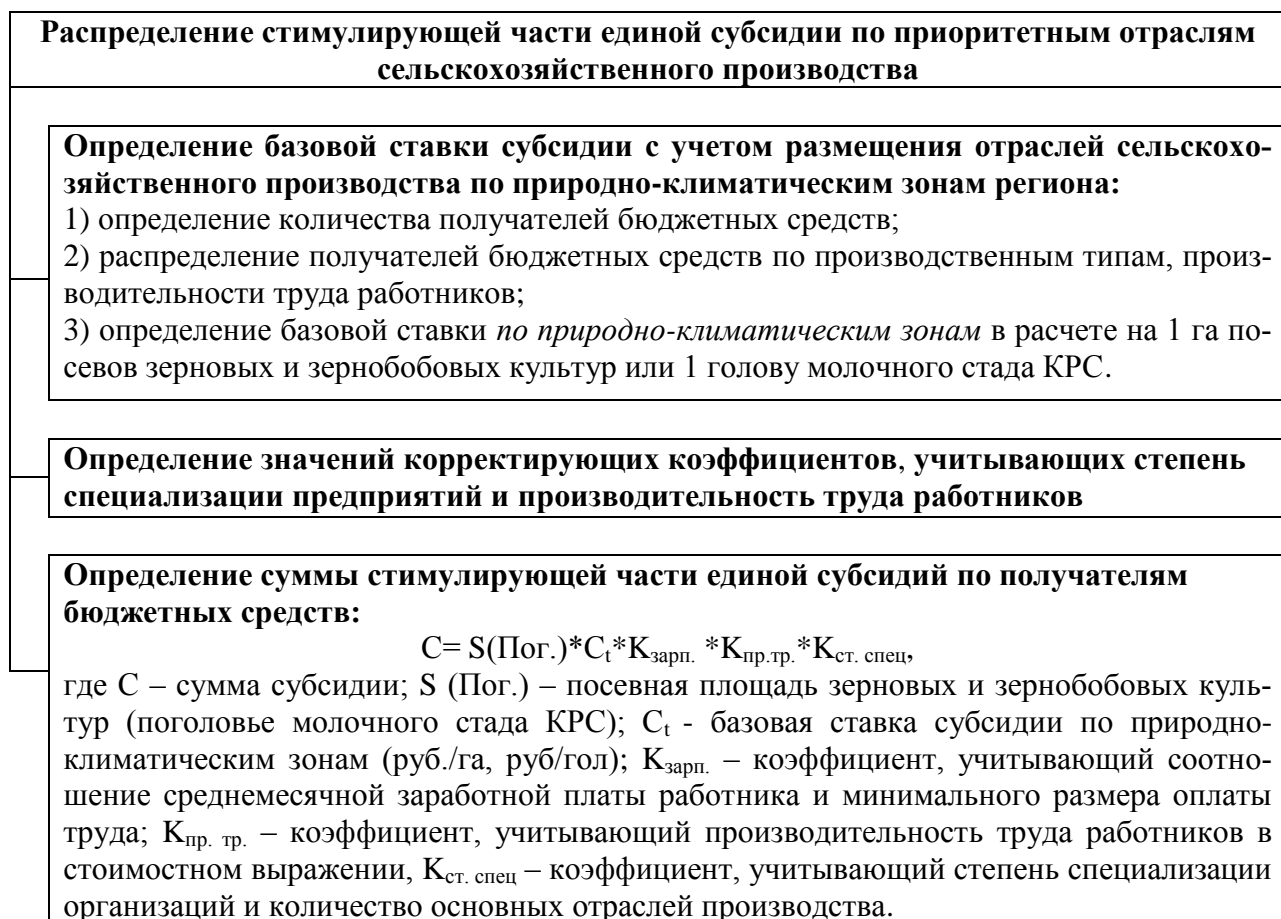 Распределение стимулирующей части единой субсидии по приоритетным отраслям
сельскохозяйственного производства
Определение базовой ставки субсидии с учетом размещения отраслей сельскохо-
зяйственного производства по природно-климатическим зонам региона:
1) определение количества получателей бюджетных средств;
2) распределение получателей бюджетных средств по производственным типам, произ-
водительности труда работников;
3) определение базовой ставки по природно-климатическим зонам в расчете на 1 га по-
севов зерновых и зернобобовых культур или 1 голову молочного стада КРС.
Определение значений корректирующих коэффициентов, учитывающих степень
специализации предприятий и производительность труда работников
Определение суммы стимулирующей части единой субсидий по получателям
бюджетных средств:
С= S(Пог.)*Ct*Kзарп. *Kпр.тр.*Kст. спец,
где С – сумма субсидии; S (Пог.) – посевная площадь зерновых и зернобобовых куль-
тур (поголовье молочного стада КРС); Ct - базовая ставка субсидии по природно-
климатическим зонам (руб./га, руб/гол); Kзарп. – коэффициент, учитывающий соотно-
шение среднемесячной заработной платы работника и минимального размера оплаты
труда; Kпр. тр. – коэффициент, учитывающий производительность труда работников в
стоимостном выражении, Kст. спец – коэффициент, учитывающий степень специализации
организаций и количество основных отраслей производства.